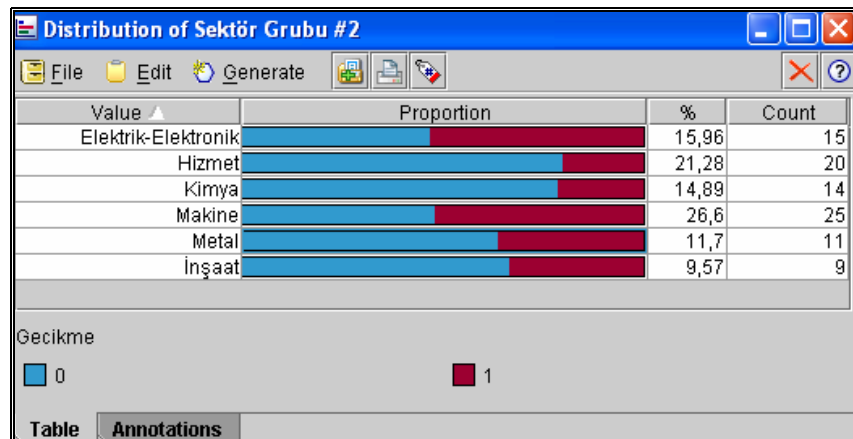 Distribution of Sektör Grubu #2
File Edit Generate
Value Proportion % Count
Elektrik-Elektronik 15,96 15
Hizmet 21,28 20
Kimya 14,89 14
Makine 26,6 25
Metal 11,7 11
İnşaat 9,57 9
Gecikme
0 1
Table Annotations